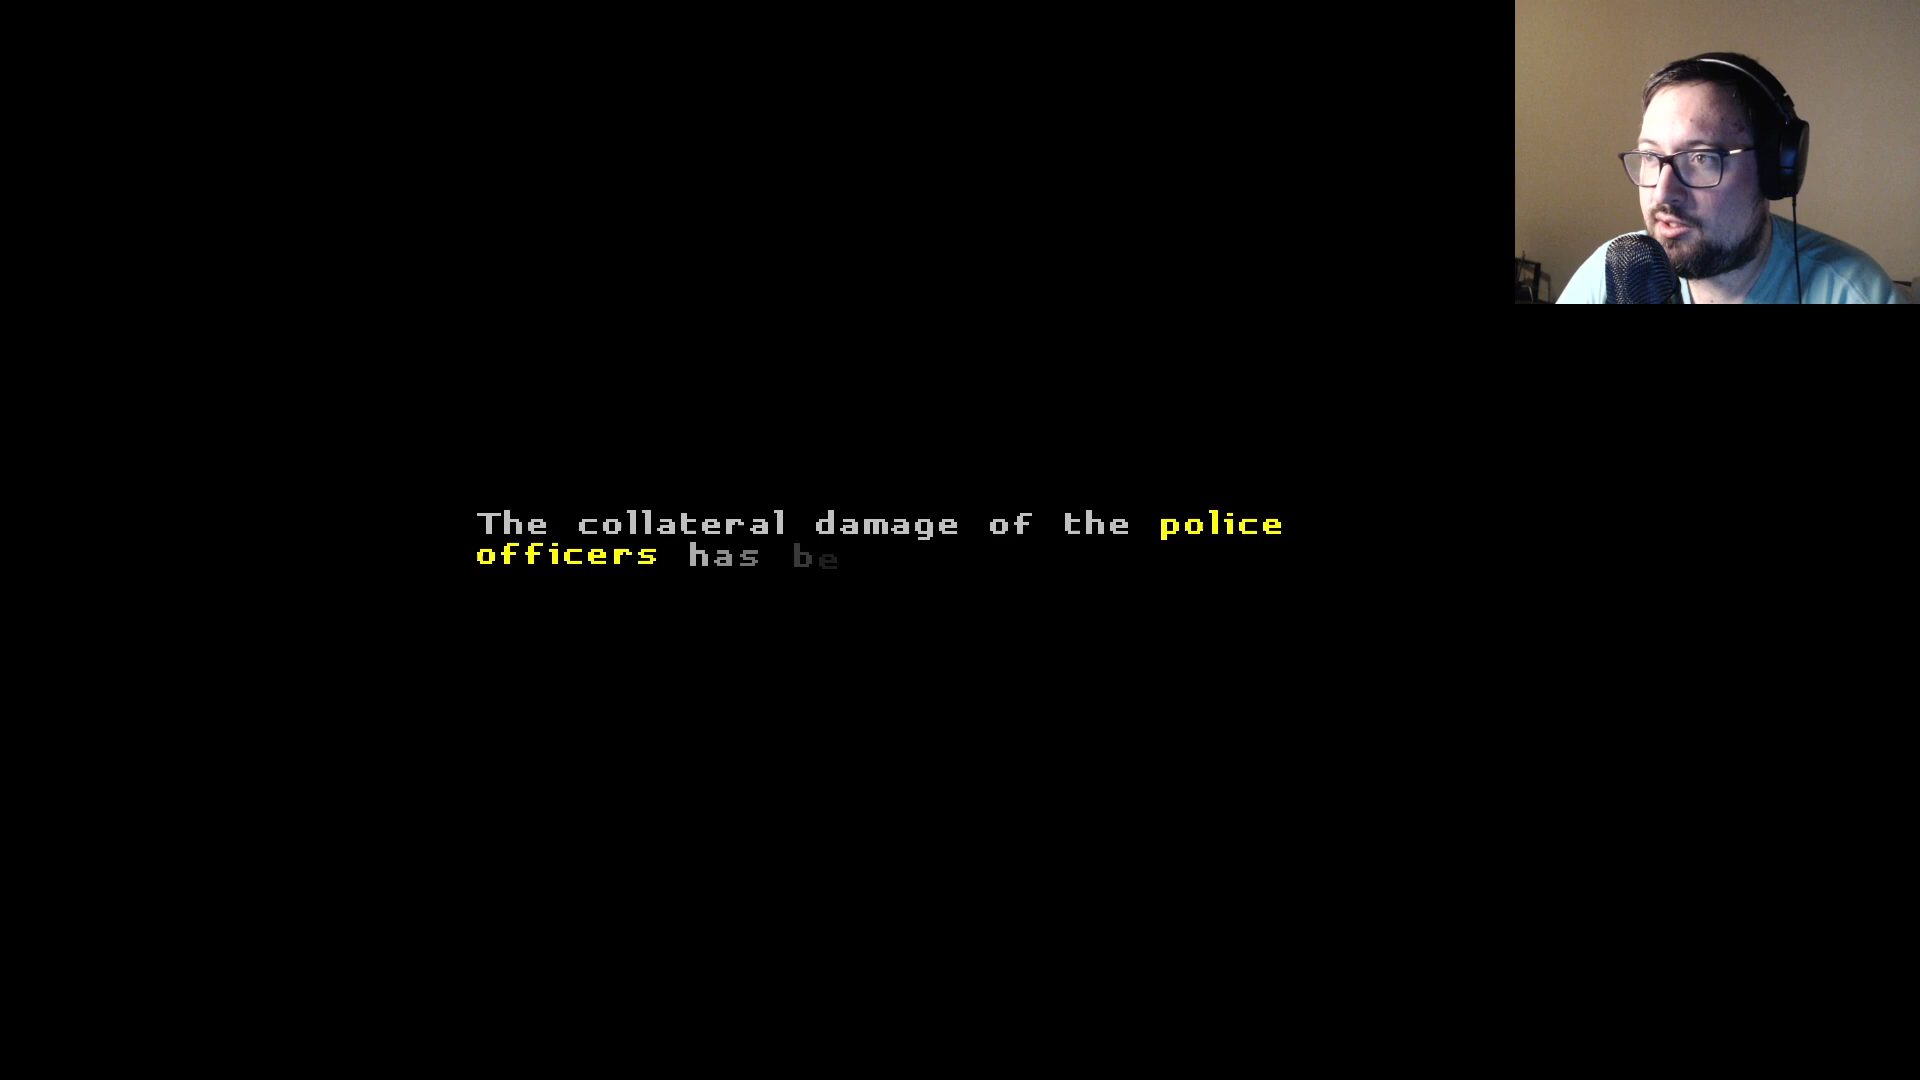 The collateral damage of the police
officers has be